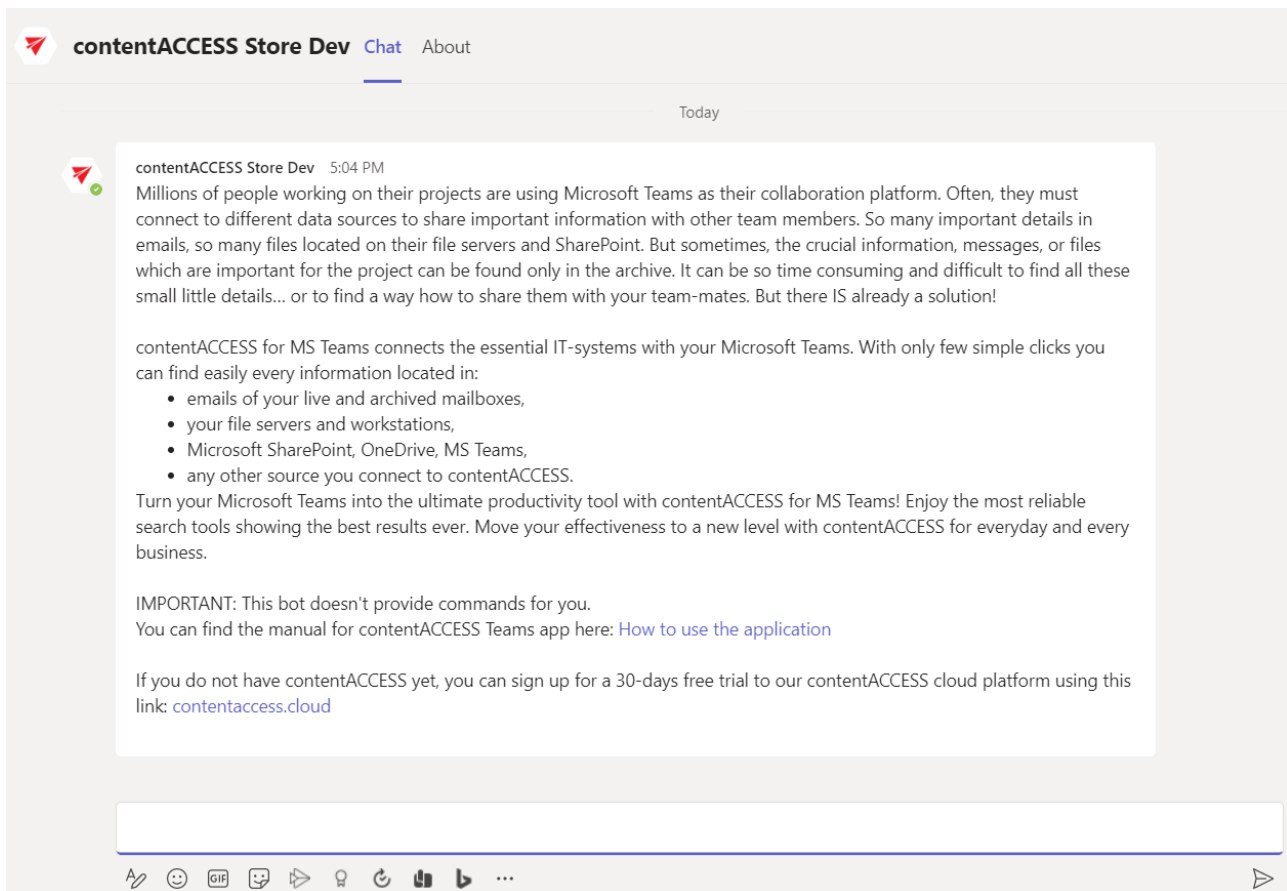 contentACCESS Store Dev Chat About
Today
contentACCESS Store Dev 5:04 PM
Millions of people working on their projects are using Microsoft Teams as their collaboration platform. Often, they must
connect to different data sources to share important information with other team members. So many important details in
emails, so many files located on their file servers and SharePoint. But sometimes, the crucial information, messages, or files
which are important for the project can be found only in the archive. It can be so time consuming and difficult to find all these
small little details... or to find a way how to share them with your team-mates. But there IS already a solution!
contentACCESS for MS Teams connects the essential IT-systems with your Microsoft Teams. With only few simple clicks you
can find easily every information located in:
• emails of your live and archived mailboxes,
• your file servers and workstations,
• Microsoft SharePoint, OneDrive, MS Teams,
• any other source you connect to contentACCESS.
Turn your Microsoft Teams into the ultimate productivity tool with contentACCESS for MS Teams! Enjoy the most reliable
search tools showing the best results ever. Move your effectiveness to a new level with contentACCESS for everyday and every
business.
IMPORTANT: This bot doesn't provide commands for you.
You can find the manual for contentACCESS Teams app here: How to use the application
If you do not have contentACCESS yet, you can sign up for a 30-days free trial to our contentACCESS cloud platform using this
link: contentaccess.cloud
GIF